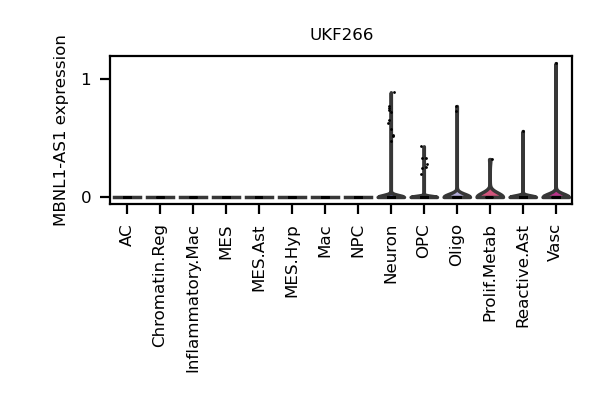 UKF266
MBNL1-AS1 expression
1
0
AC
Chromatin.Reg
Inflammatory.Mac
MES
MES.Ast
MES.Hyp
Mac
NPC
Neuron
OPC
Oligo
Prolif.Metab
Reactive.Ast
Vasc